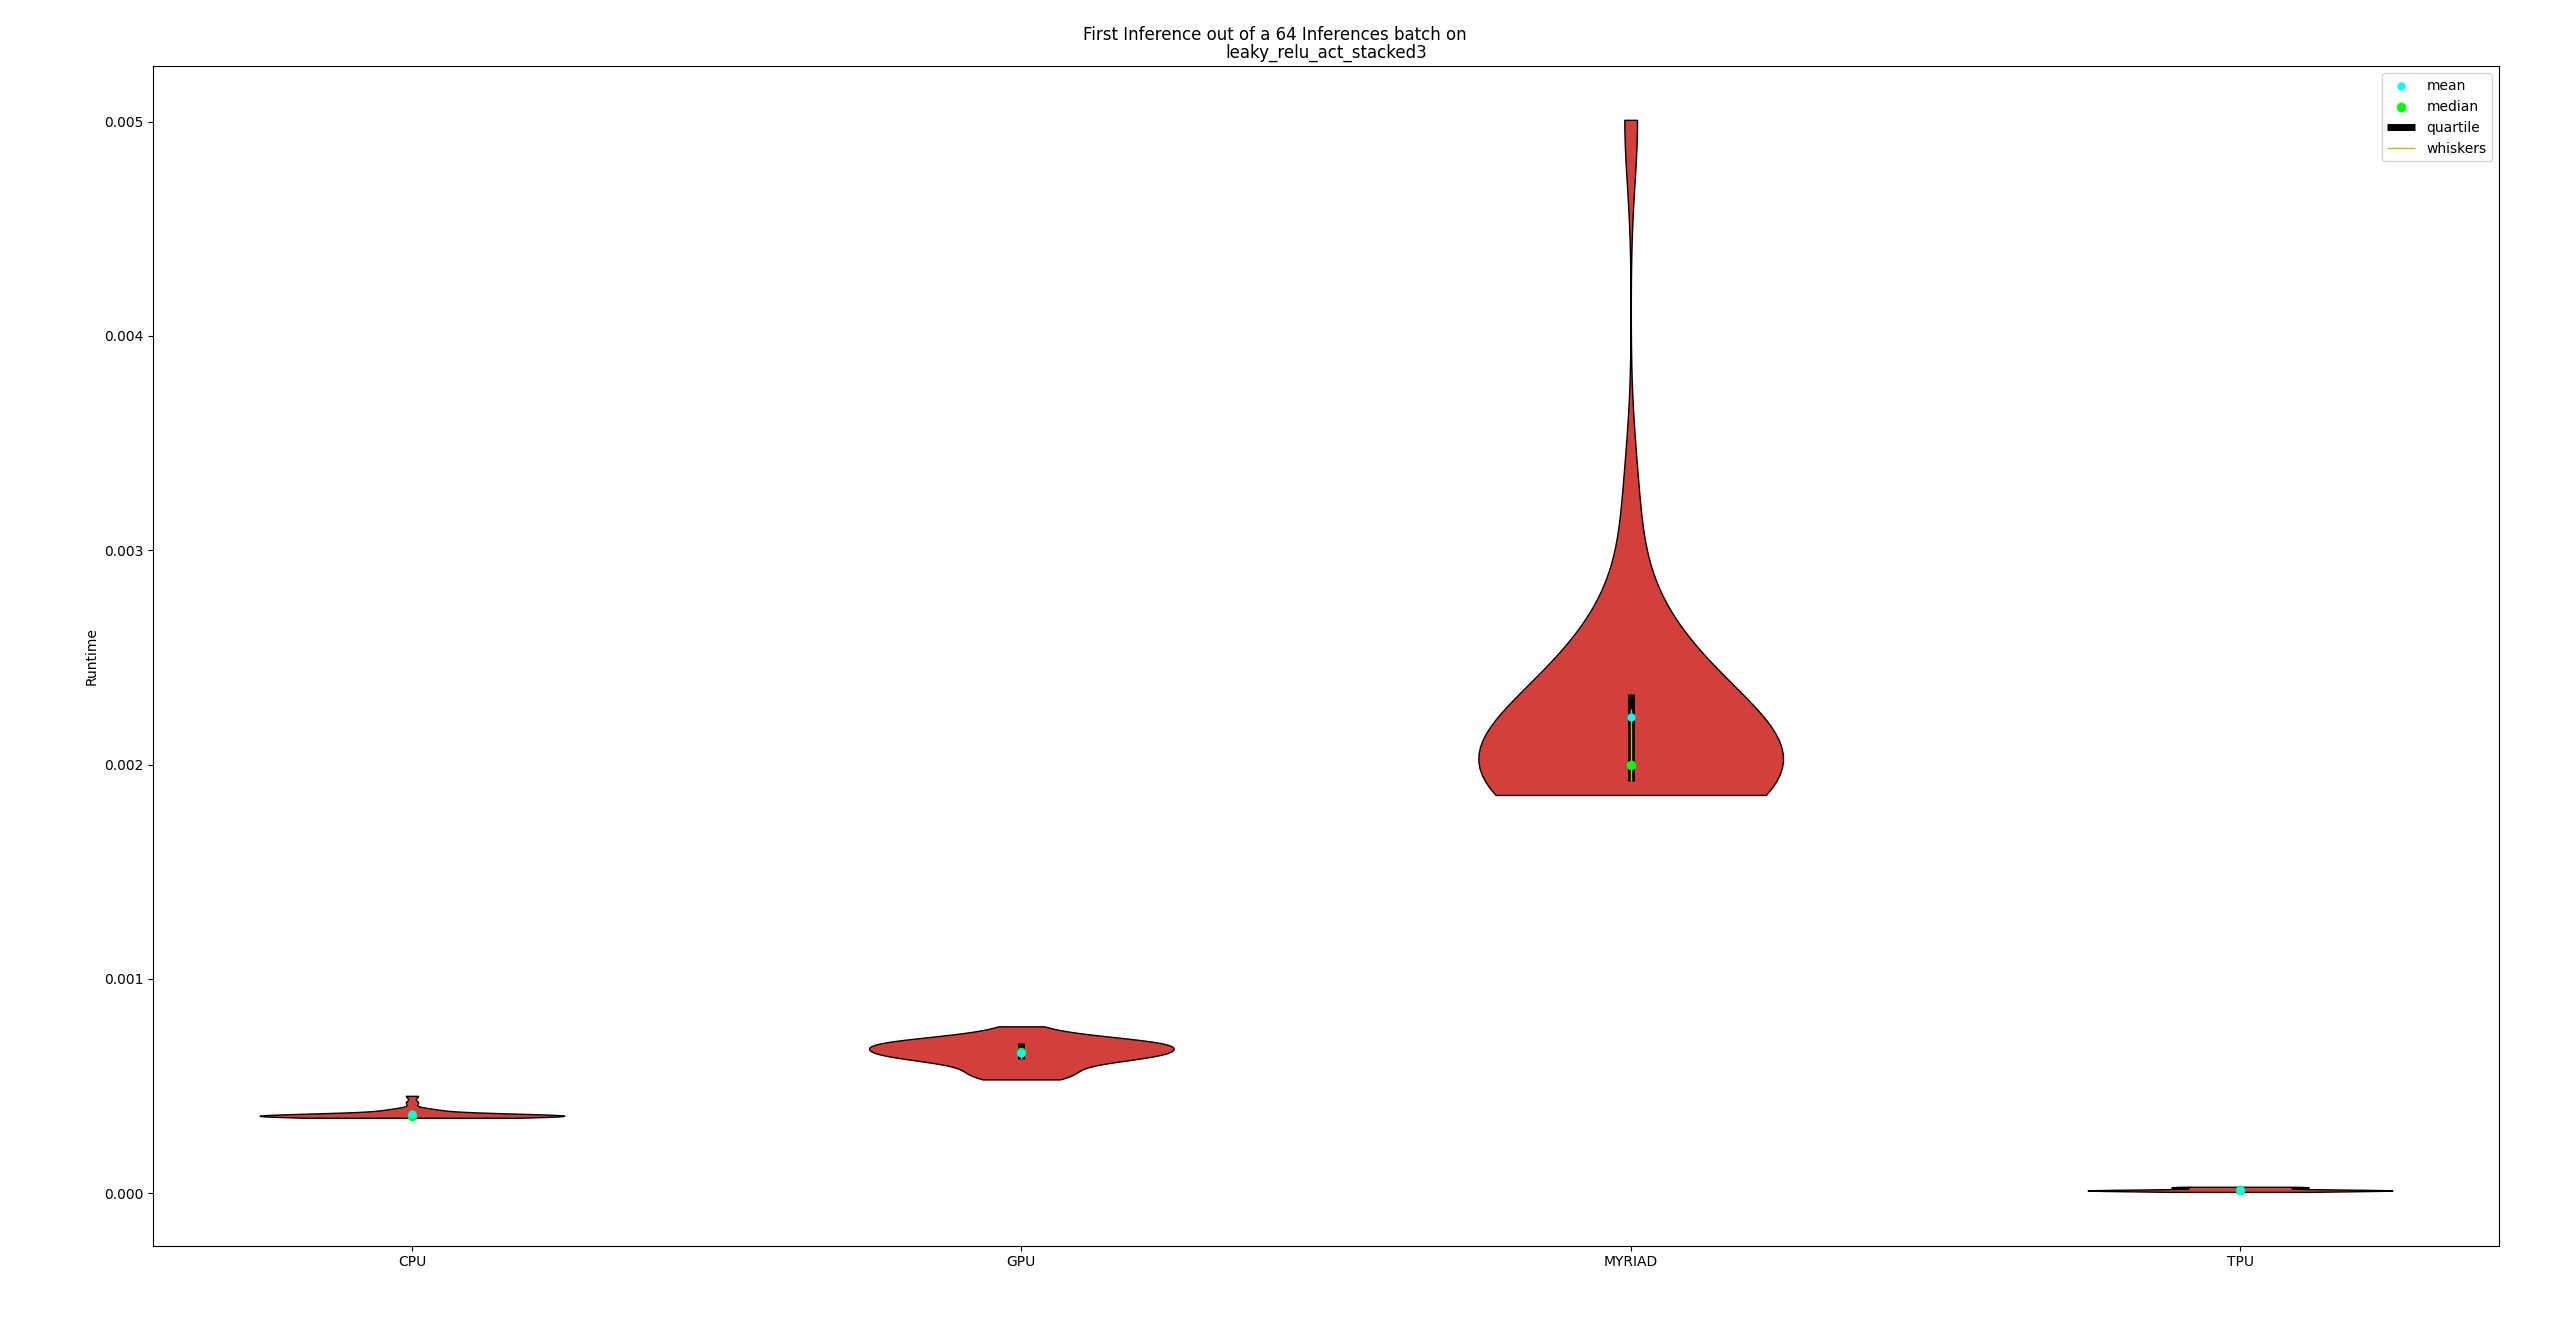 First Inference out of a 64 Inferences batch on
leaky_relu_act_stacked3
mean
median
quartile
whiskers
0.005
0.004
0.003
0.002
0.001
0.000
Runtime
CPU
GPU
MYRIAD
TPU